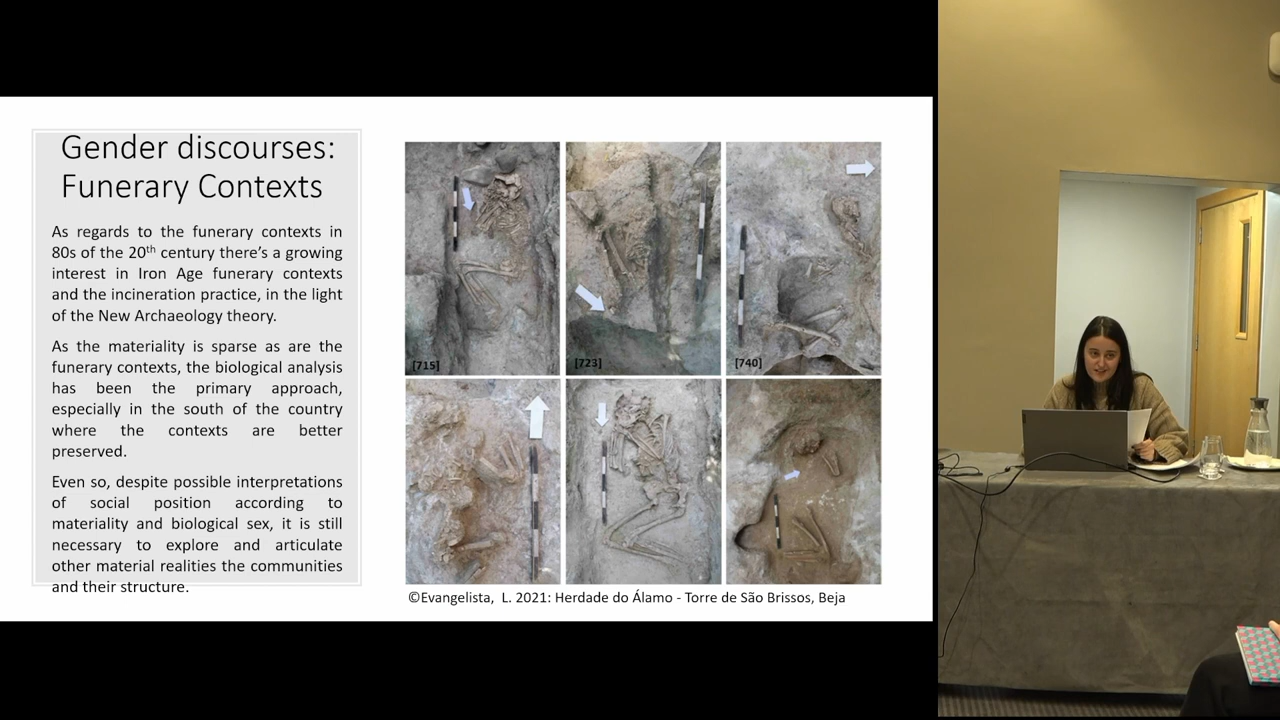 Gender discourses:
Funerary Contexts
As regards to the funerary contexts in
80s of the 20th century there's a growing
interest in Iron Age funerary contexts
and the incineration practice, in the light
of the New Archaeology theory.
As the materiality is sparse as are the
funerary contexts, the biological analysis
has been the primary approach,
especially in the south of the country
where the contexts are better
preserved.
Even so, despite possible interpretations
of social position according to
materiality and biological sex, it is still
necessary to explore and articulate
other material realities the communities
and their structure.
[715]
[723]
[740]
©Evangelista, L. 2021: Herdade do Álamo - Torre de São Brissos, Beja